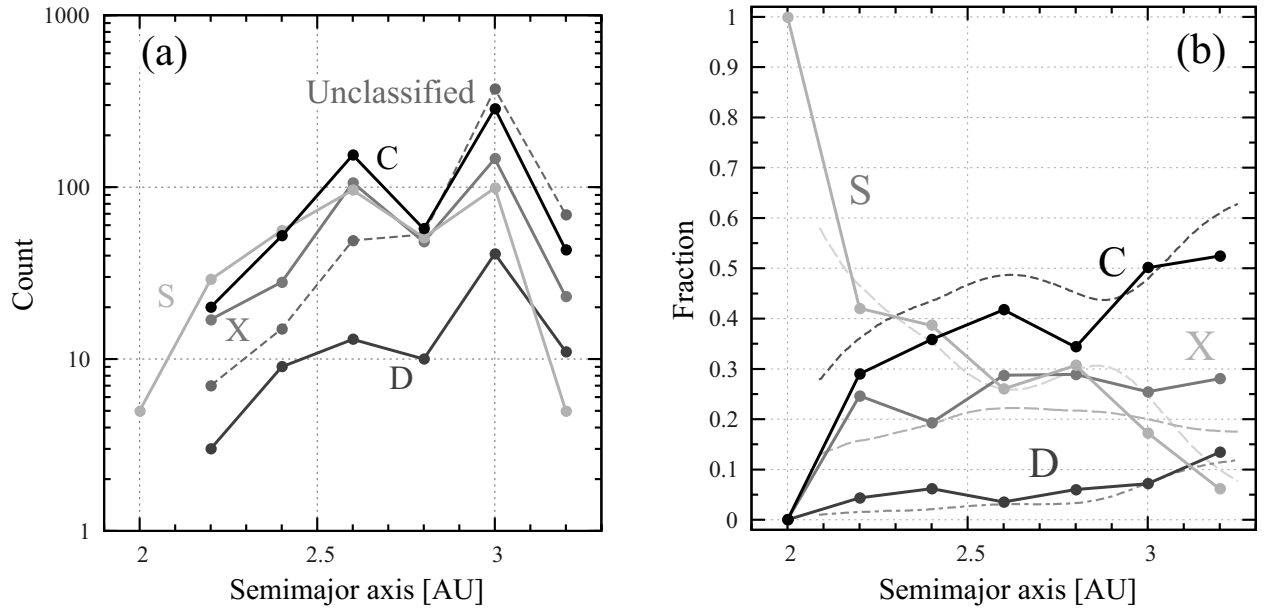 1000
100
10
1
(a)
Unclassified
C
S
X
D
Count
2
2.5
3
Semimajor axis [AU]
1
0.9
0.8
0.7
0.6
0.5
0.4
0.3
0.2
0.1
0
(b)
S
C
X
D
Fraction
2
2.5
3
Semimajor axis [AU]